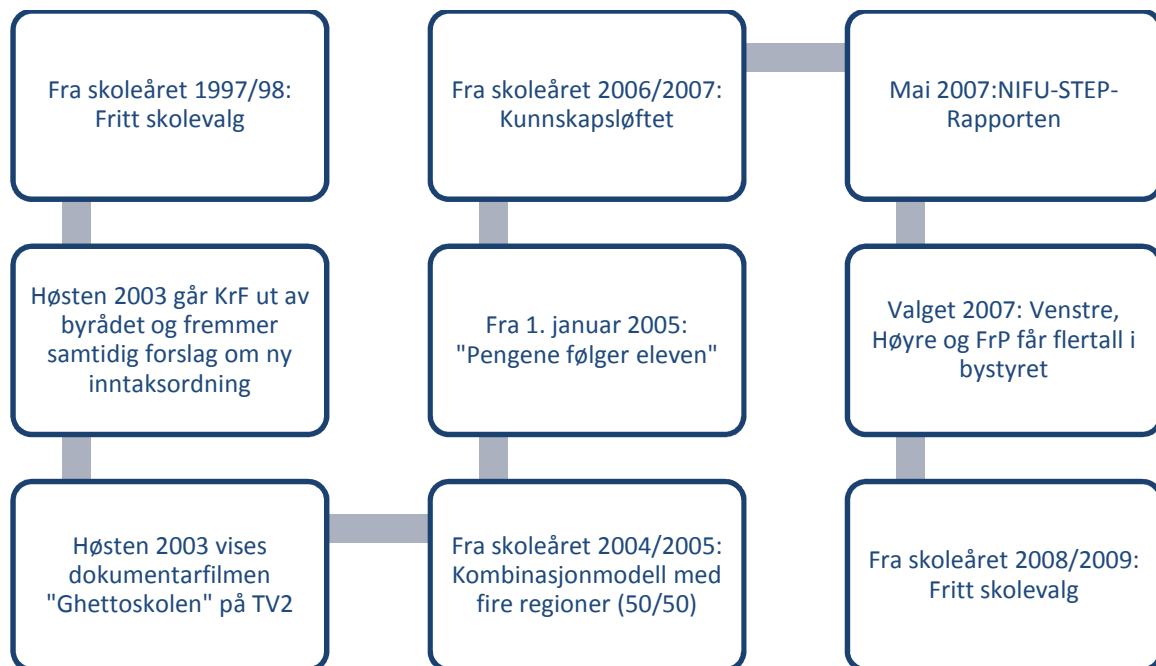 Fra skoleåret 1997/98:
Fritt skolevalg
Høsten 2003 går KrF ut av
byrådet og fremmer
samtidig forslag om ny
inntaksordning
Høsten 2003 vises
dokumentarfilmen
"Ghettoskolen" på TV2
Fra skoleåret 2004/2005:
Kombinasjonmodell med
fire regioner (50/50)
Fra 1. januar 2005:
"Pengene følger eleven"
Fra skoleåret 2006/2007:
Kunnskapsløftet
Mai 2007:NIFU-STEP-
Rapporten
Valget 2007: Venstre,
Høyre og FrP får flertall i
bystyret
Fra skoleåret 2008/2009:
Fritt skolevalg